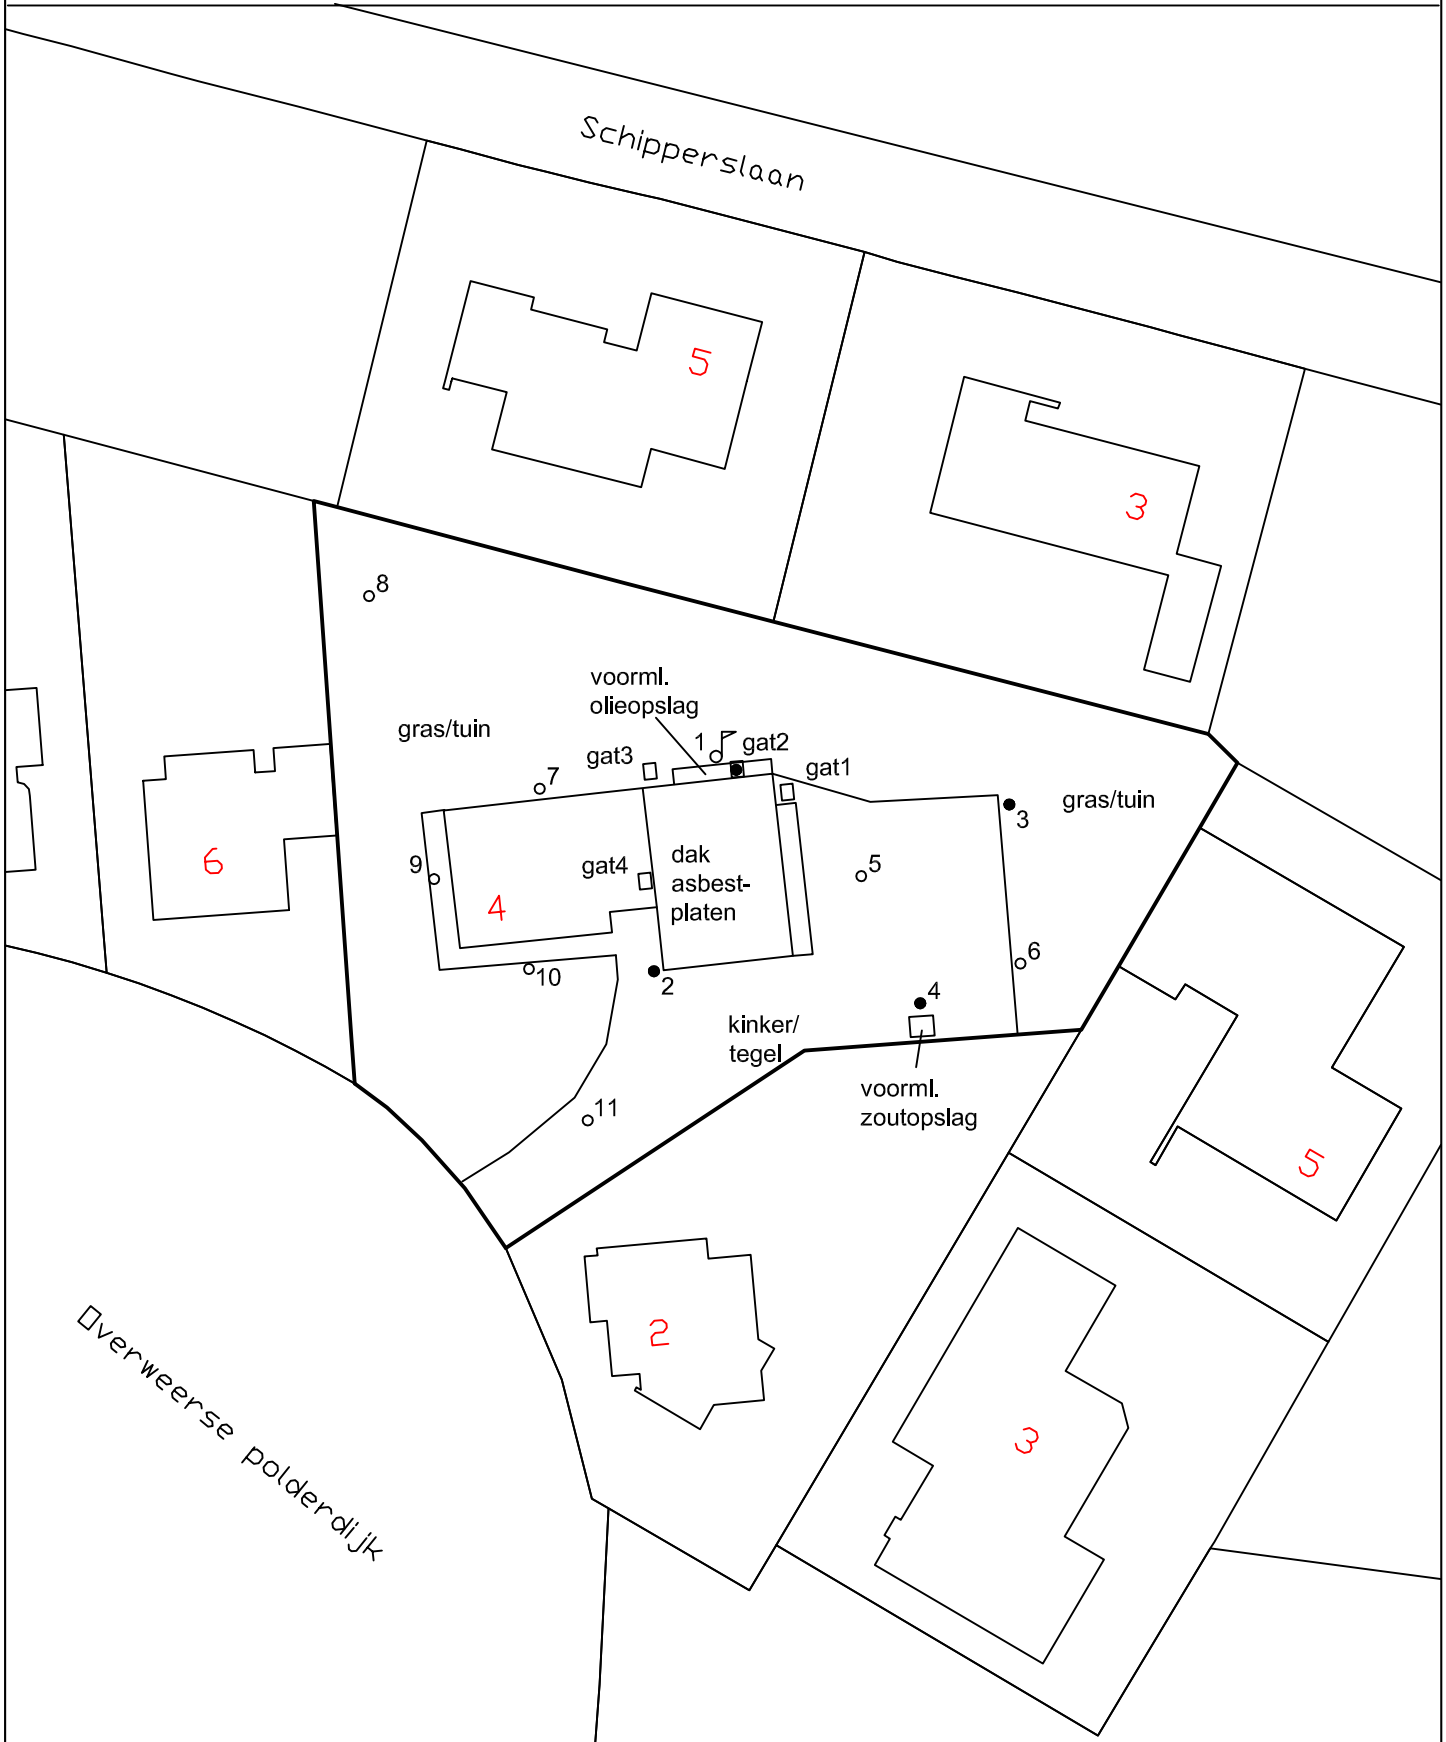 Schipperslaan
5
3
8
voorml.
olieopslag
gras/tuin
1
gat2
gat3
gat1
7
gras/tuin
3
9
gat4
dak
asbest-
platen
5
6
4
6
10
2
4
kinker/
tegel
voorml.
zoutopslag
11
5
2
3
Overweerse polderdijk